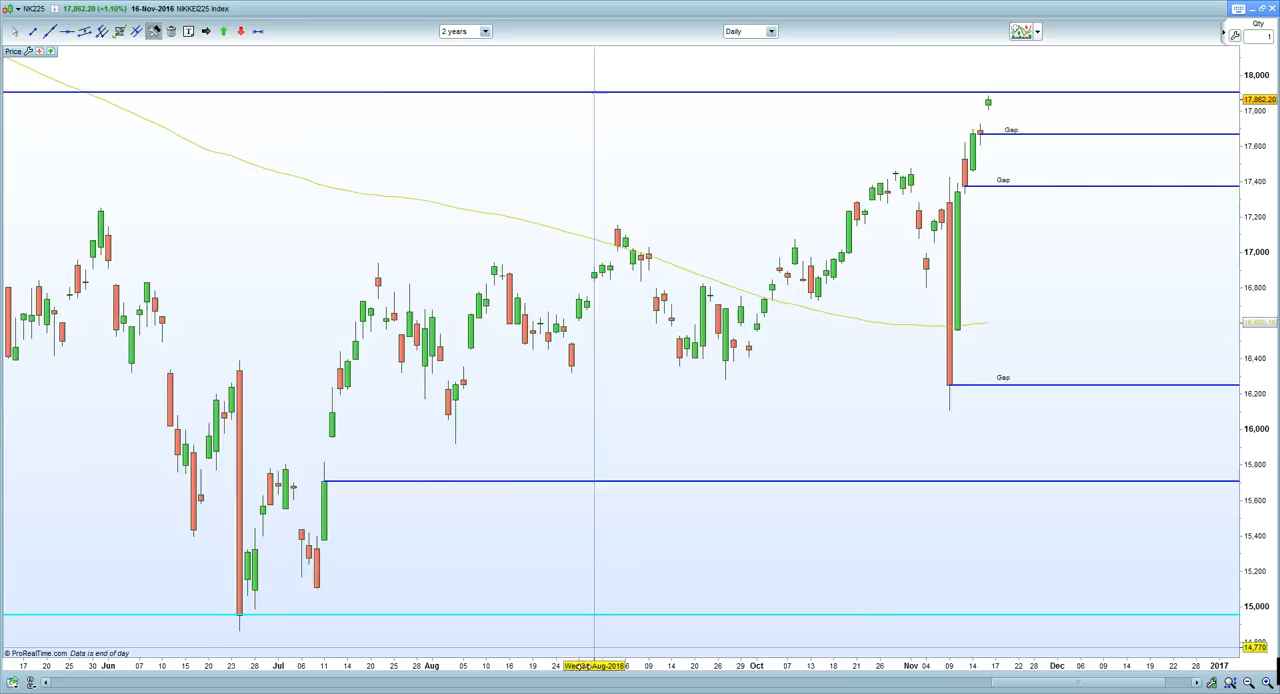 NK225 17,862.20 (+1.10%) 16-Nov-2016 NIKKEI225 Index
2 years Daily Qty
1
Price
18,000
17,862.20
17,800
Gap
17,600
Gap
17,400
17,200
17,000
16,800
16,400
Gap
16,200
16,000
15,800
15,600
15,400
15,200
15,000
14,770
© ProRealTime.com Data is end of day
17 20 24 30 Jun 07 10 15 20 23 28 Jul 06 11 15 20 25 28 Aug 05 10 16 19 24 09 14 20 26 29 Oct 07 13 18 21 26 Nov 04 09 14 17 22 28 Dec 06 09 14 19 22 28 2017